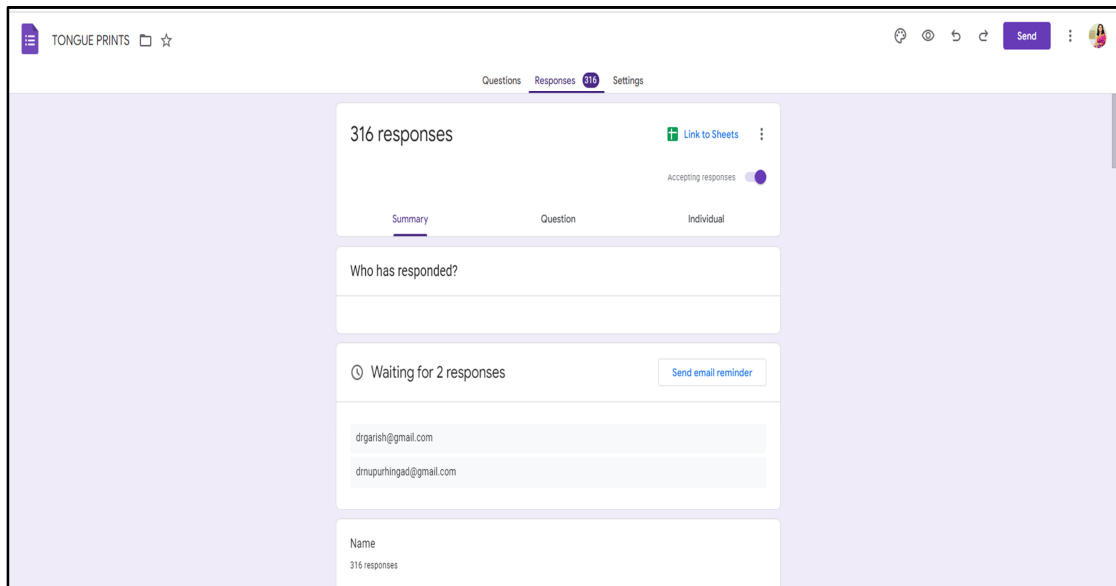 TONGUE PRINTS
Send
Questions Responses 316 Settings
316 responses
Link to Sheets
Accepting responses
Summary Question Individual
Who has responded?
Waiting for 2 responses
Send email reminder
drgarish@gmail.com
drnupurhingad@gmail.com
Name
316 responses